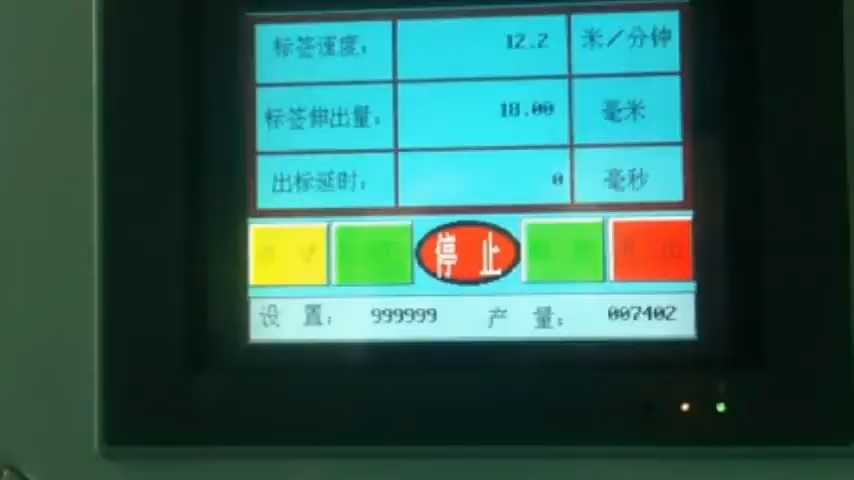 标签速度: 12.2 米/分钟
标签伸出量: 18.00 毫米
出标延时: 0 毫秒
停 止 出
设 置: 999999 产 量: 007402